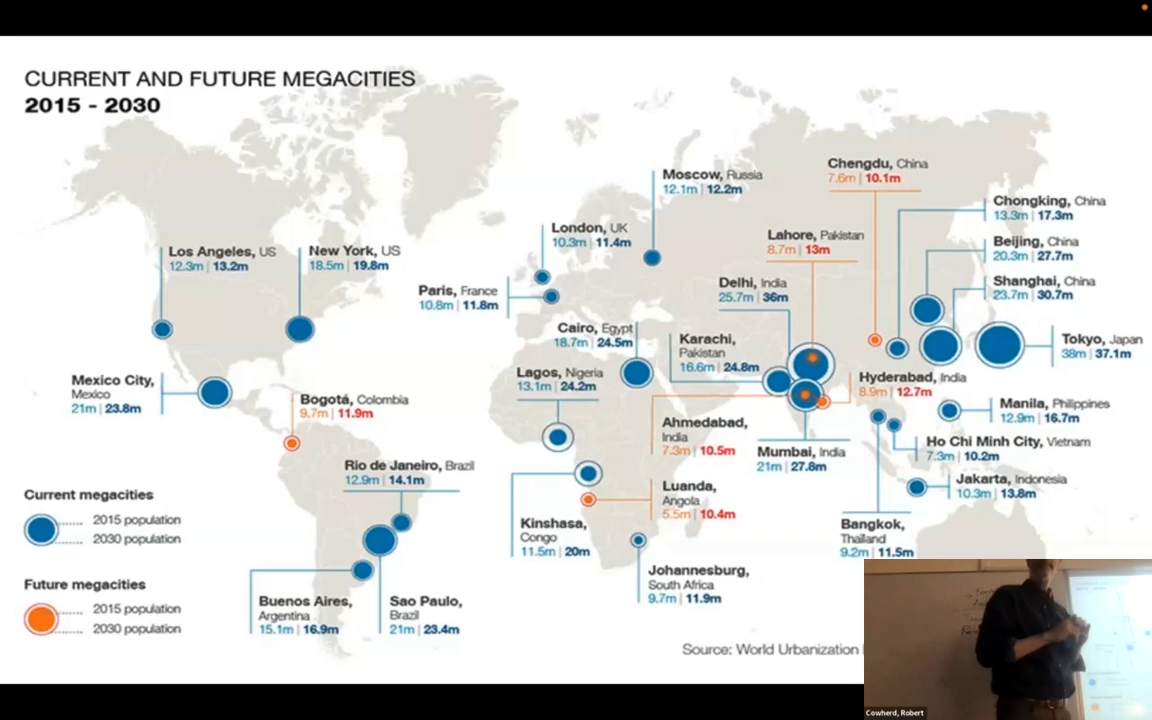 CURRENT AND FUTURE MEGACITIES
2015 - 2030
Moscow, Russia
12.1m | 12.2m
Chengdu, China
7.6m | 10.1m
Chongking, China
13.3m | 17.3m
London, UK
10.3m | 11.4m
Lahore, Pakistan
8.7m | 13m
Beijing, China
20.3m | 27.7m
Los Angeles, US
12.3m | 13.2m
New York, US
18.5m | 19.8m
Paris, France
10.8m | 11.8m
Delhi, India
25.7m | 36m
Shanghai, China
23.7m | 30.7m
Cairo, Egypt
18.7m | 24.5m
Karachi,
Pakistan
16.6m | 24.8m
Tokyo, Japan
38m | 37.1m
Mexico City,
Mexico
21m | 23.8m
Lagos, Nigeria
13.1m | 24.2m
Hyderabad, India
8.9m | 12.7m
Bogotá, Colombia
9.7m | 11.9m
Manila, Philippines
12.9m | 16.7m
Ahmedabad,
India
7.3m | 10.5m
Mumbai, India
21m | 27.8m
Ho Chi Minh City, Vietnam
7.3m | 10.2m
Rio de Janeiro, Brazil
12.9m | 14.1m
Luanda,
Angola
5.5m | 10.4m
Jakarta, Indonesia
10.3m | 13.8m
Current megacities
2015 population
2030 population
Kinshasa,
Congo
11.5m | 20m
Bangkok,
Thailand
9.2m | 11.5m
Future megacities
2015 population
2030 population
Johannesburg,
South Africa
9.7m | 11.9m
Buenos Aires,
Argentina
15.1m | 16.9m
Sao Paulo,
Brazil
21m | 23.4m
Source: World Urbanization
Cowherd, Robert